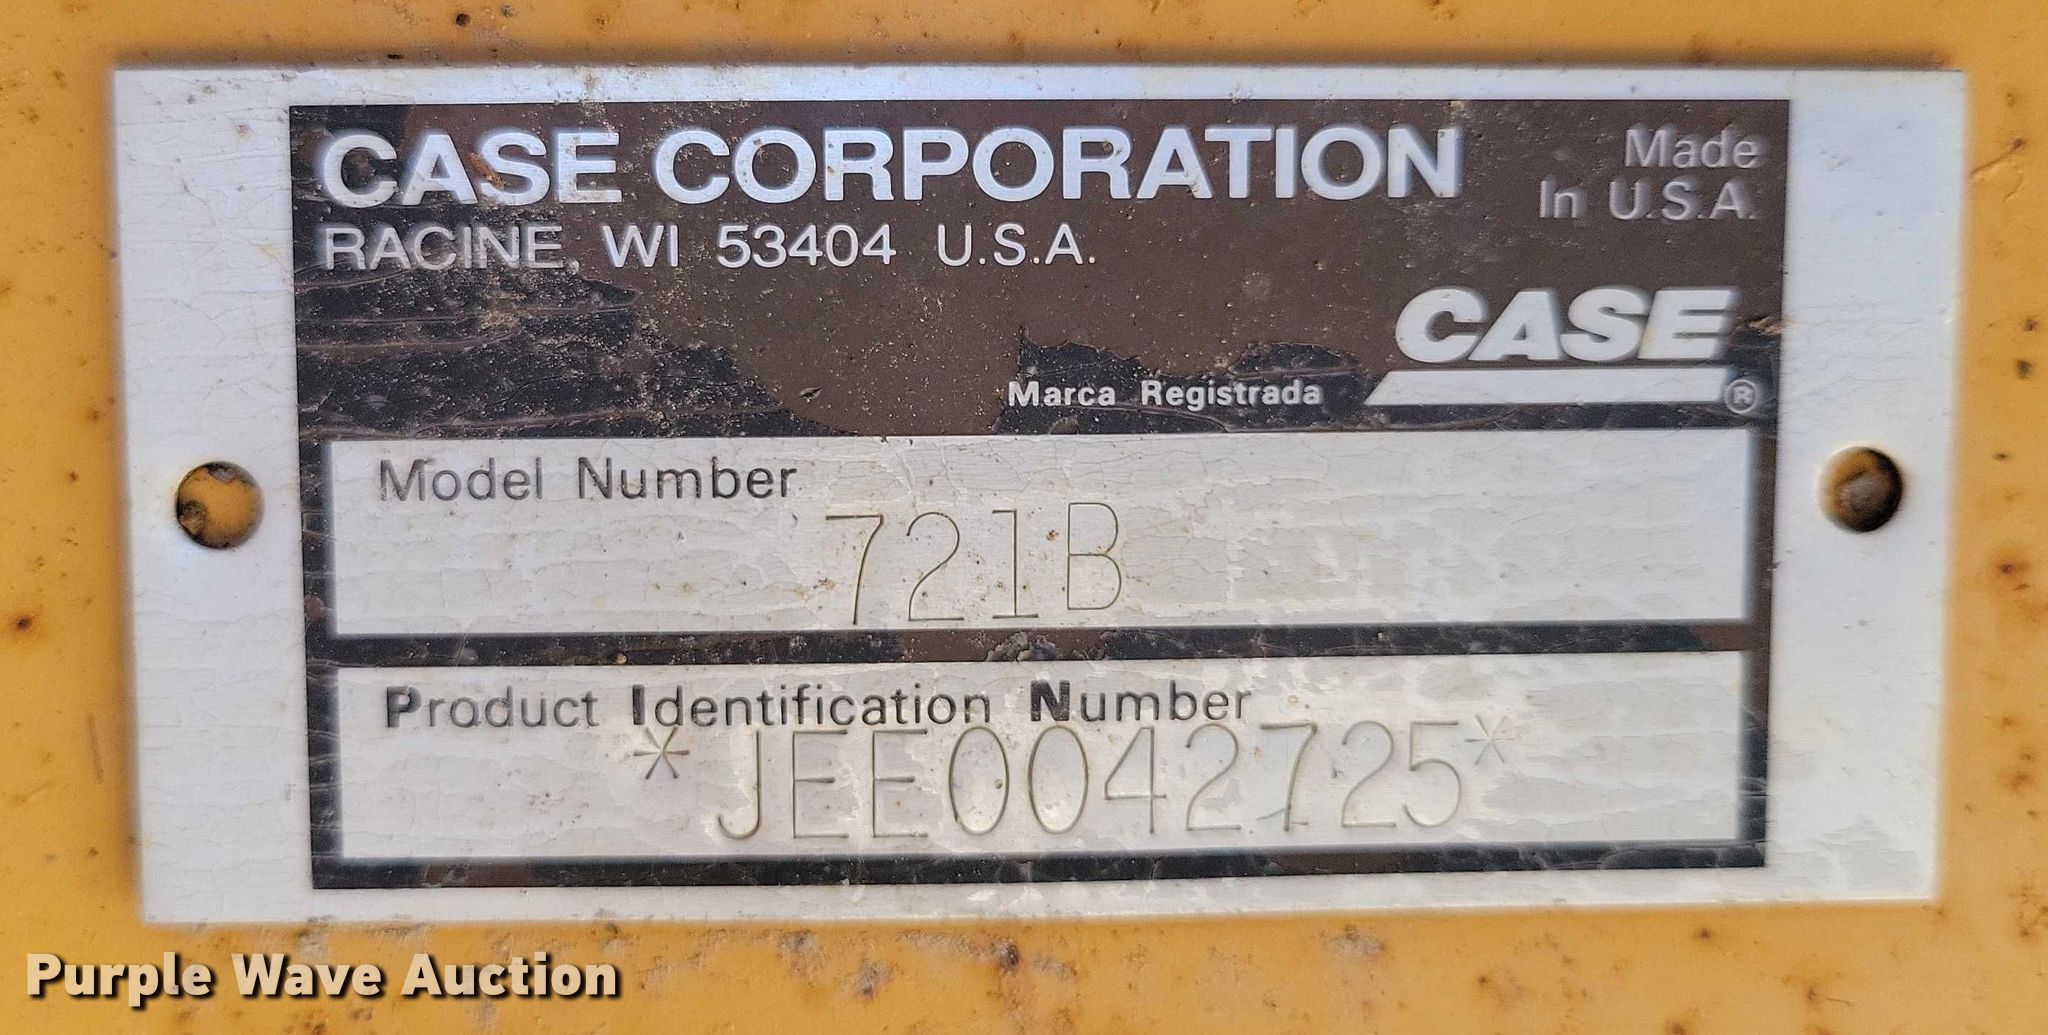 CASE CORPORATION
RACINE, WI 53404 U.S.A.
Made
In U.S.A.
CASE
Marca Registrada ®
Model Number
721B
Product Identification Number
*JEE0042725*
Purple Wave Auction